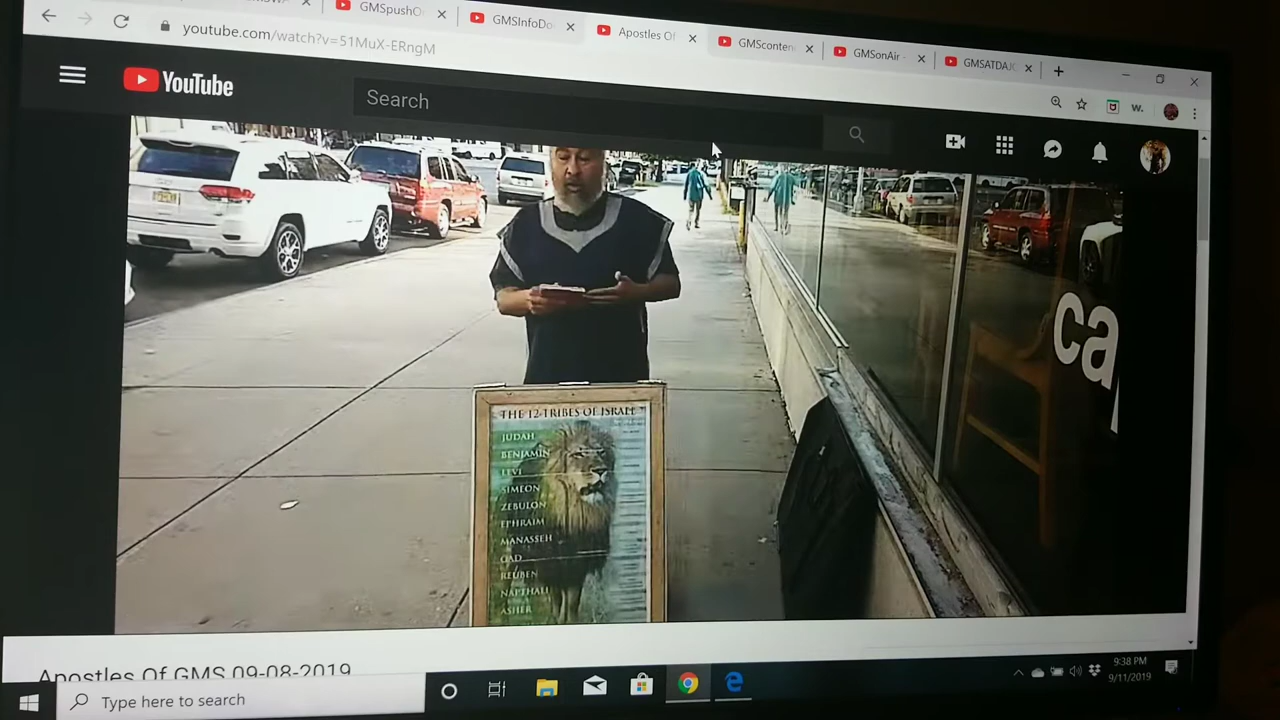 GMSpushO
GMSInfoDo
Apostles Of
GMSconten
GMSonAir -
GMSATDAJC
youtube.com/watch?v=51MuX-ERngM
W.
YouTube
Search
ca
THE 12 TRIBES OF ISRAEL
JUDAH
BENJAMIN
LEVI
SIMEON
ZEBULON
EPHRAIM
MANASSEH
GAD
REUBEN
NAPTHALI
ASHER
Apostles Of GMS 09-08-2019
Type here to search
9:38 PM
9/11/2019